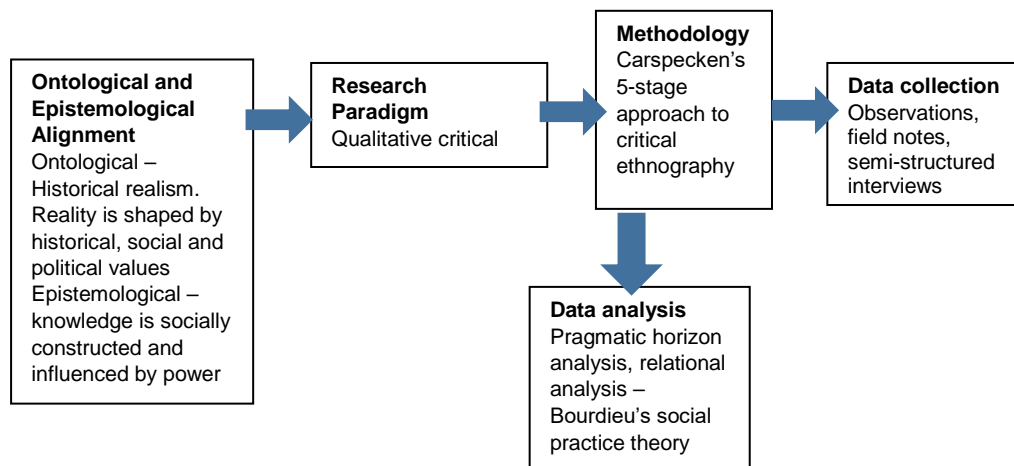 Ontological and
Epistemological
Alignment
Ontological –
Historical realism.
Reality is shaped by
historical, social and
political values
Epistemological –
knowledge is socially
constructed and
influenced by power
Research
Paradigm
Qualitative critical
Methodology
Carspecken's
5-stage
approach to
critical
ethnography
Data collection
Observations,
field notes,
semi-structured
interviews
Data analysis
Pragmatic horizon
analysis, relational
analysis –
Bourdieu's social
practice theory